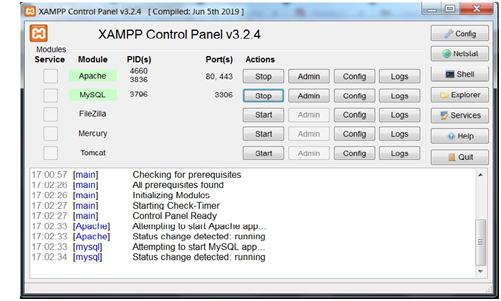 XAMPP Control Panel v3.2.4 [ Compiled: Jun 5th 2019 ]
XAMPP Control Panel v3.2.4
Config
Modules
Service Module PID(s) Port(s) Actions
Netstat
Apache 4660 3836 80, 443 Stop Admin Config Logs
Shell
MySQL 3796 3306 Stop Admin Config Logs
Explorer
FileZilla Start Admin Config Logs
Services
Mercury Start Admin Config Logs
Help
Tomcat Start Admin Config Logs
Quit
17:00:57 [main] Checking for prerequisites
17:02:26 [main] All prerequisites found
17:02:26 [main] Initializing Modules
17:02:27 [main] Starting Check-Timer
17:02:27 [main] Control Panel Ready
17:02:33 [Apache] Attempting to start Apache app...
17:02:33 [Apache] Status change detected: running
17:02:33 [mysql] Attempting to start MySQL app...
17:02:34 [mysql] Status change detected: running